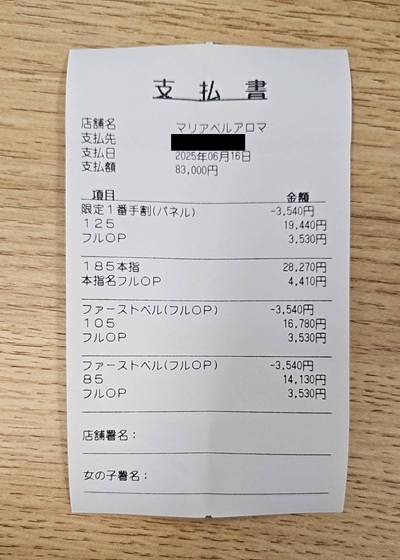 支払書
店舗名 マリアベルアロマ
支払先
支払日 2025年06月16日
支払額 83,000円
項目 金額
限定1番手割(パネル) -3,540円
125 19,440円
フルOP 3,530円
185本指 28,270円
本指名フルOP 4,410円
ファーストベル(フルOP) -3,540円
105 16,780円
フルOP 3,530円
ファーストベル(フルOP) -3,540円
85 14,130円
フルOP 3,530円
店舗署名：
女の子署名：